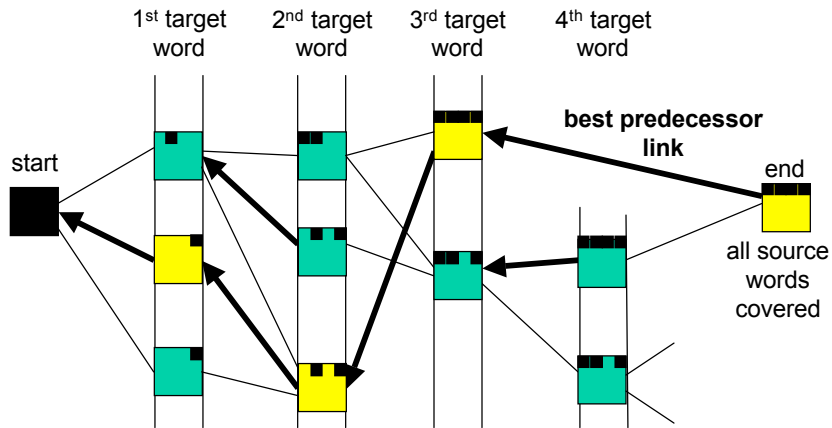 1st target
word
2nd target
word
3rd target
word
4th target
word
best predecessor
link
start
end
all source
words
covered